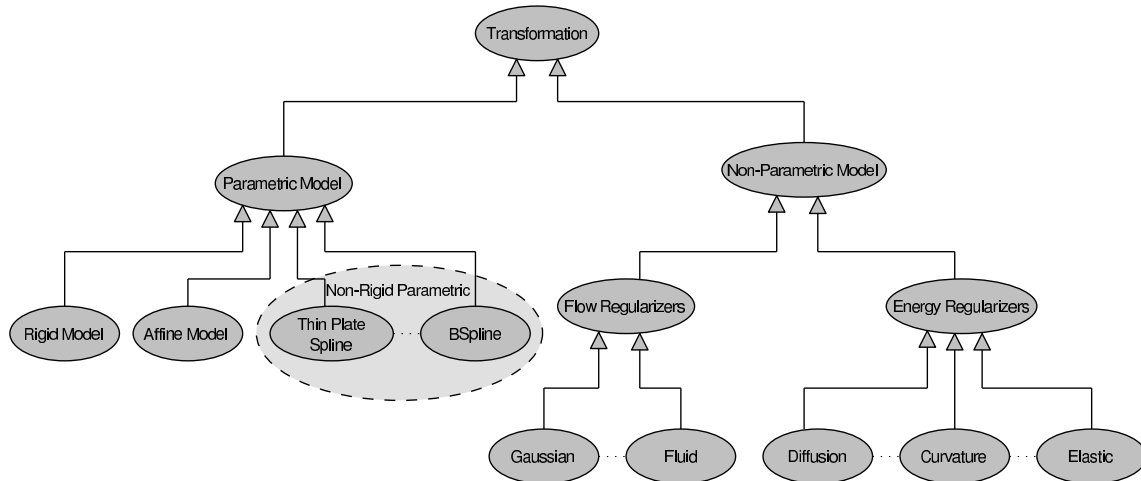 Transformation
Parametric Model
Non-Parametric Model
Non-Rigid Parametric
Flow Regularizers
Energy Regularizers
Rigid Model
Affine Model
Thin Plate
Spline
BSpline
Gaussian
Fluid
Diffusion
Curvature
Elastic